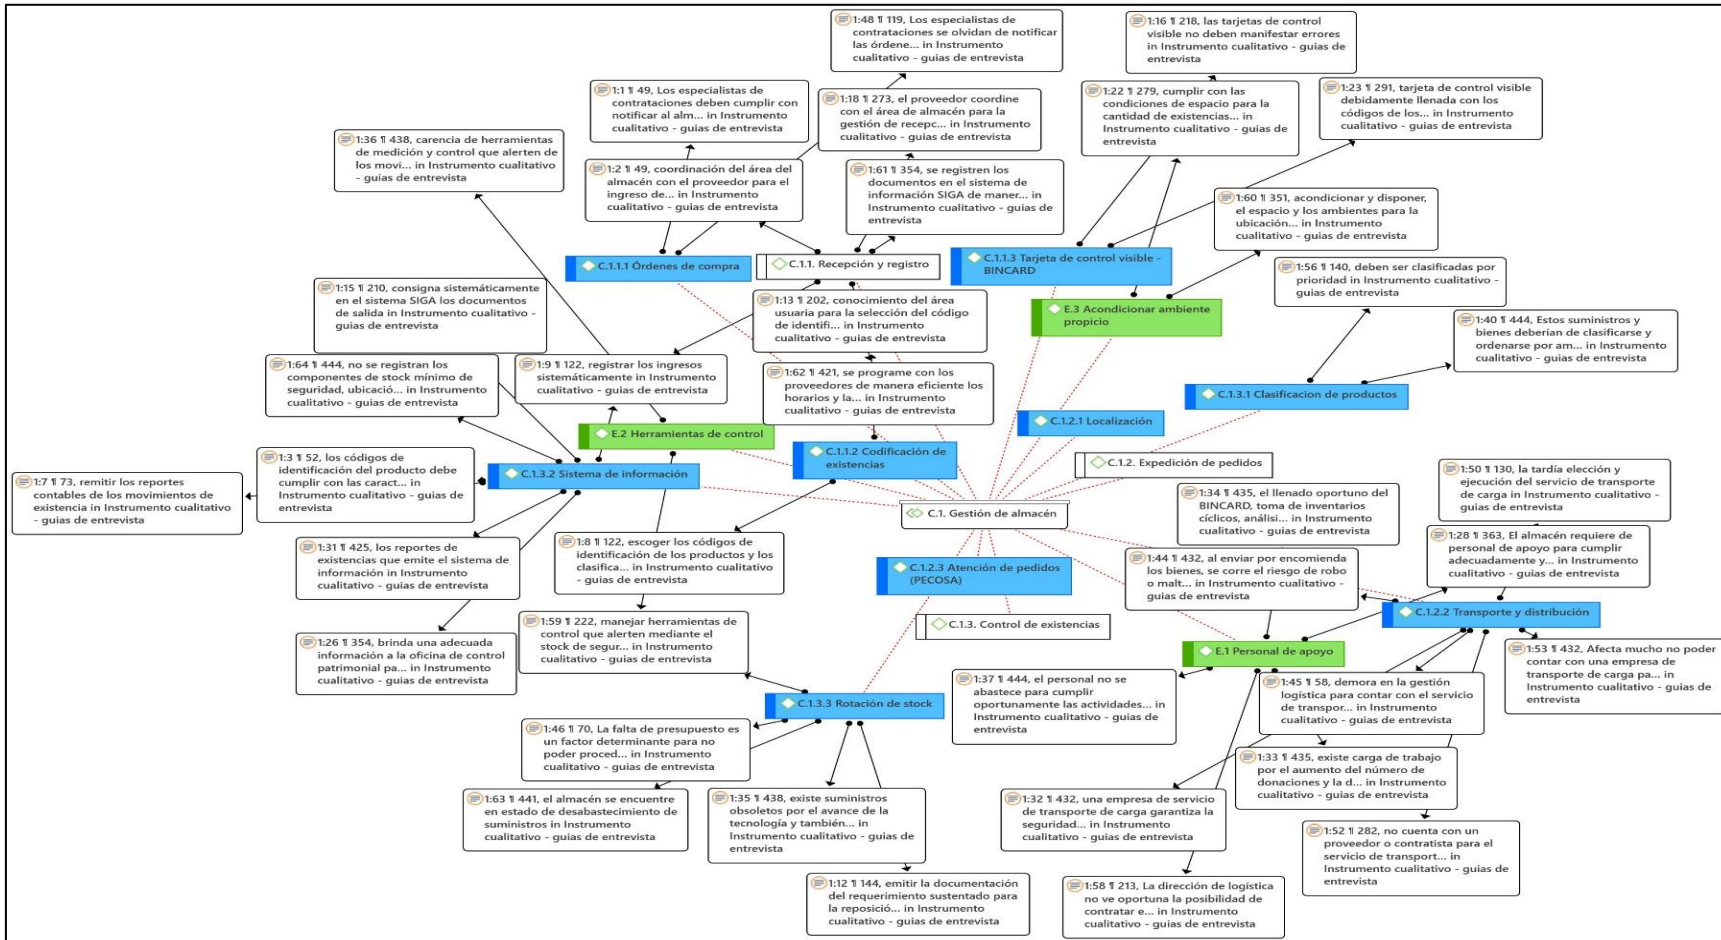 1:48 ¶ 119, Los especialistas de
contrataciones se olvidan de notificar
las órdene... in Instrumento
cualitativo - guias de entrevista
1:16 ¶ 218, las tarjetas de control
visible no deben manifestar errores
in Instrumento cualitativo - guias de
entrevista
1:1 ¶ 49, Los especialistas de
contrataciones deben cumplir con
notificar al alm... in Instrumento
cualitativo - guias de entrevista
1:18 ¶ 273, el proveedor coordine
con el área de almacén para la
gestión de recepc... in Instrumento
cualitativo - guias de entrevista
1:22 ¶ 279, cumplir con las
condiciones de espacio para la
cantidad de existencias... in
Instrumento cualitativo - guias de
entrevista
1:23 ¶ 291, tarjeta de control visible
debidamente llenada con los
códigos de los... in Instrumento
cualitativo - guias de entrevista
1:36 ¶ 438, carencia de herramientas
de medición y control que alerten de
los movi... in Instrumento
cualitativo - guias de entrevista
1:2 ¶ 49, coordinación del área del
almacén con el proveedor para el
ingreso de... in Instrumento
cualitativo - guias de entrevista
1:61 ¶ 354, se registren los
documentos en el sistema de
información SIGA de maner... in
Instrumento cualitativo - guias de
entrevista
1:60 ¶ 351, acondicionar y disponer,
el espacio y los ambientes para la
ubicación... in Instrumento
cualitativo - guias de entrevista
C.1.1.1 Órdenes de compra
C.1.1. Recepción y registro
C.1.1.3 Tarjeta de control visible -
BINCARD
1:56 ¶ 140, deben ser clasificadas por
prioridad in Instrumento cualitativo -
guias de entrevista
1:15 ¶ 210, consigna sistemáticamente
en el sistema SIGA los documentos
de salida in Instrumento cualitativo -
guias de entrevista
1:13 ¶ 202, conocimiento del área
usuaria para la selección del código
de identifi... in Instrumento
cualitativo - guias de entrevista
E.3 Acondicionar ambiente
propicio
1:40 ¶ 444, Estos suministros y
bienes deberían de clasificarse y
ordenarse por am... in Instrumento
cualitativo - guias de entrevista
1:64 ¶ 444, no se registran los
componentes de stock mínimo de
seguridad, ubicació... in Instrumento
cualitativo - guias de entrevista
1:9 ¶ 122, registrar los ingresos
sistemáticamente in Instrumento
cualitativo - guias de entrevista
1:62 ¶ 421, se programe con los
proveedores de manera eficiente los
horarios y la... in Instrumento
cualitativo - guias de entrevista
C.1.3.1 Clasificacion de productos
C.1.2.1 Localización
E.2 Herramientas de control
C.1.1.2 Codificación de
existencias
C.1.2. Expedición de pedidos
C.1.3.2 Sistema de información
1:3 ¶ 52, los códigos de
identificación del producto debe
cumplir con las caract... in
Instrumento cualitativo - guias de
entrevista
1:7 ¶ 73, remitir los reportes
contables de los movimientos de
existencia in Instrumento cualitativo
- guias de entrevista
1:50 ¶ 130, la tardía elección y
ejecución del servicio de transporte
de carga in Instrumento cualitativo -
guias de entrevista
1:34 ¶ 435, el llenado oportuno del
BINCARD, toma de inventarios
cíclicos, análisi... in Instrumento
cualitativo - guias de entrevista
C.1. Gestión de almacén
1:31 ¶ 425, los reportes de
existencias que emite el sistema de
información in Instrumento
cualitativo - guias de entrevista
1:8 ¶ 122, escoger los códigos de
identificación de los productos y los
clasifica... in Instrumento cualitativo
- guias de entrevista
1:28 ¶ 363, El almacén requiere de
personal de apoyo para cumplir
adecuadamente y... in Instrumento
cualitativo - guias de entrevista
1:44 ¶ 432, al enviar por encomienda
los bienes, se corre el riesgo de robo
o malt... in Instrumento cualitativo -
guias de entrevista
C.1.2.3 Atención de pedidos
(PECOSA)
C.1.2.2 Transporte y distribución
1:59 ¶ 222, manejar herramientas de
control que alerten mediante el
stock de segur... in Instrumento
cualitativo - guias de entrevista
C.1.3. Control de existencias
1:26 ¶ 354, brinda una adecuada
información a la oficina de control
patrimonial pa... in Instrumento
cualitativo - guias de entrevista
E.1 Personal de apoyo
1:53 ¶ 432, Afecta mucho no poder
contar con una empresa de
transporte de carga pa... in
Instrumento cualitativo - guias de
entrevista
1:37 ¶ 444, el personal no se
abastece para cumplir
oportunamente las actividades...
in Instrumento cualitativo - guias de
entrevista
1:45 ¶ 58, demora en la gestión
logística para contar con el servicio
de transpor... in Instrumento
cualitativo - guias de entrevista
C.1.3.3 Rotación de stock
1:46 ¶ 70, La falta de presupuesto es
un factor determinante para no
poder proced... in Instrumento
cualitativo - guias de entrevista
1:33 ¶ 435, existe carga de trabajo
por el aumento del número de
donaciones y la d... in Instrumento
cualitativo - guias de entrevista
1:63 ¶ 441, el almacén se encuentre
en estado de desabastecimiento de
suministros in Instrumento
cualitativo - guias de entrevista
1:35 ¶ 438, existe suministros
obsoletos por el avance de la
tecnología y también... in
Instrumento cualitativo - guias de
entrevista
1:32 ¶ 432, una empresa de servicio
de transporte de carga garantiza la
seguridad... in Instrumento
cualitativo - guias de entrevista
1:52 ¶ 282, no cuenta con un
proveedor o contratista para el
servicio de transport... in
Instrumento cualitativo - guias de
entrevista
1:12 ¶ 144, emitir la documentación
del requerimiento sustentado para
la reposició... in Instrumento
cualitativo - guias de entrevista
1:58 ¶ 213, La dirección de logística
no ve oportuna la posibilidad de
contratar e... in Instrumento
cualitativo - guias de entrevista